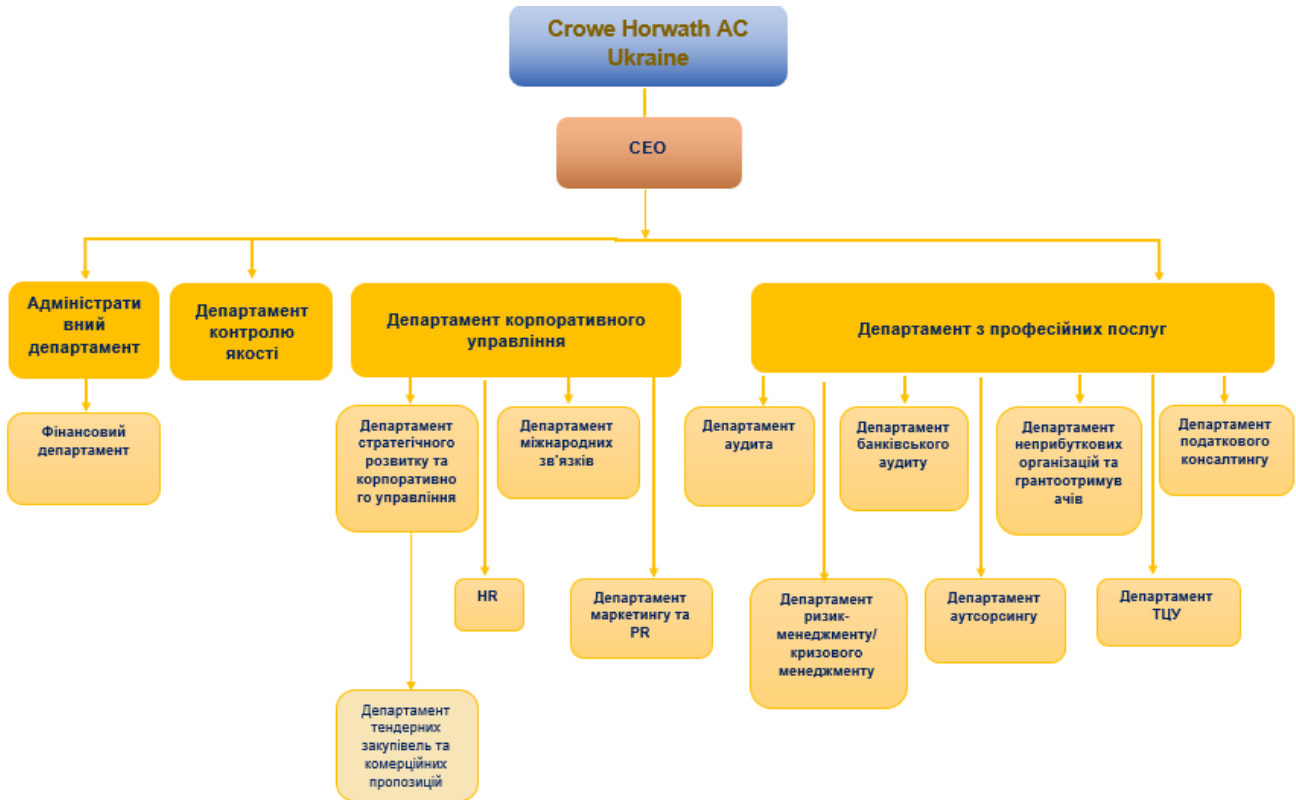 Crowe Horwath AC
Ukraine
CEO
Адміністрати
вний
департамент
Департамент
контролю
якості
Департамент корпоративного
управління
Департамент з професійних послуг
Фінансовий
департамент
Департамент
стратегічного
розвитку та
корпоративно
го управління
Департамент
міжнародних
зв'язків
Департамент
аудита
Департамент
банківського
аудиту
Департамент
неприбуткових
організацій та
грантоотримув
ачів
Департамент
податкового
консалтингу
HR
Департамент
маркетингу та
PR
Департамент
ризик-
менеджменту/
кризового
менеджменту
Департамент
аутсорсингу
Департамент
ТЦУ
Департамент
тендерних
закупівель та
комерційних
пропозицій